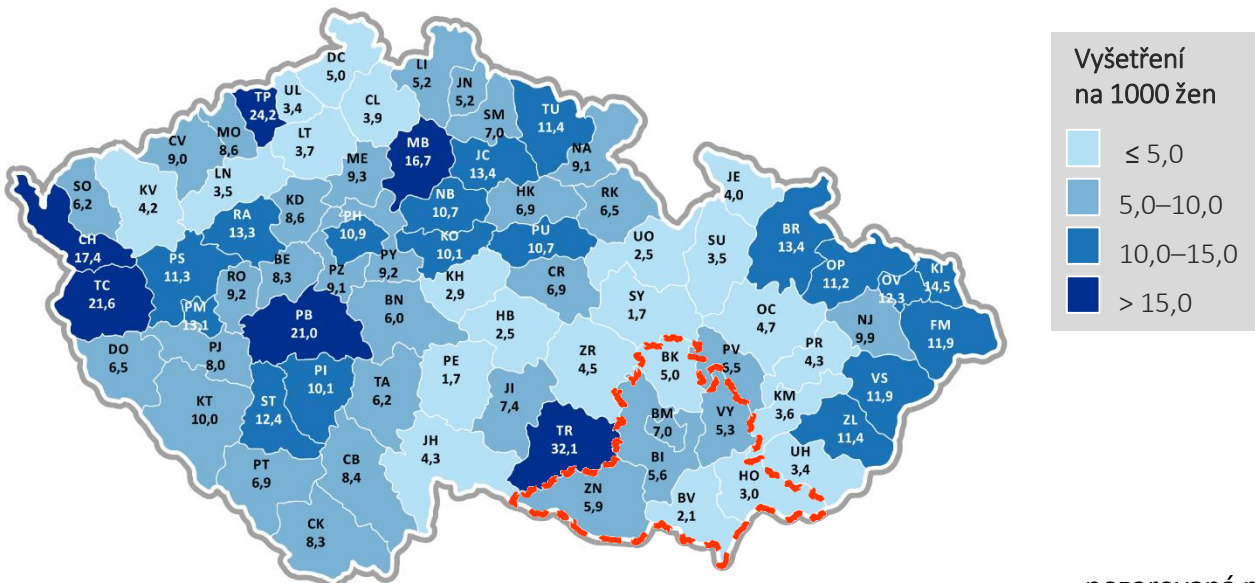 DC
5,0
LI
5,2
JN
5,2
UL
3,4
TP
24,2
CL
3,9
SM
7,0
TU
11,4
MO
8,6
CV
9,0
LT
3,7
MB
16,7
JC
13,4
NA
9,1
ME
9,3
LN
3,5
SO
6,2
KV
4,2
KD
8,6
NB
10,7
HK
6,9
RK
6,5
JE
4,0
RA
13,3
PH
10,9
CH
17,4
PS
11,3
KO
10,1
PU
10,7
UO
2,5
SU
3,5
BR
13,4
BE
8,3
PY
9,2
PZ
9,1
RO
9,2
KH
2,9
CR
6,9
OP
11,2
OV
12,3
KI
14,5
TC
21,6
PM
13,1
PB
21,0
BN
6,0
SY
1,7
OC
4,7
HB
2,5
NJ
9,9
FM
11,9
DO
6,5
PJ
8,0
PE
1,7
ZR
4,5
BK
5,0
PV
6,5
PR
4,3
PI
10,1
TA
6,2
JI
7,4
VS
11,9
KT
10,0
ST
12,4
KM
3,6
BM
7,0
VY
5,3
TR
32,1
ZL
11,4
JH
4,3
CB
8,4
BI
5,6
UH
3,4
PT
6,9
HO
3,0
ZN
5,9
BV
2,1
CK
8,3
Vyšetření
na 1000 žen
≤ 5,0
5,0–10,0
10,0–15,0
> 15,0